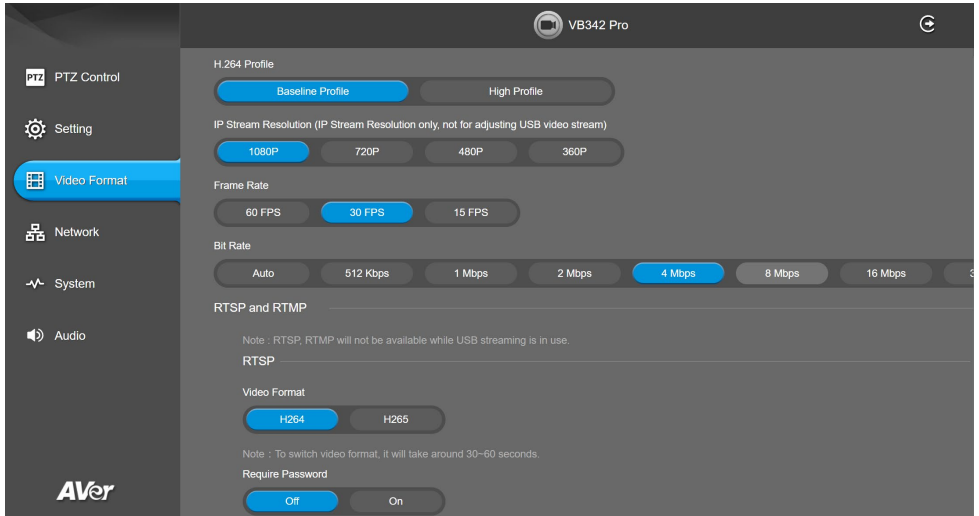 VB342 Pro
PTZ PTZ Control
Setting
Video Format
Network
System
Audio
AVer
H.264 Profile
Baseline Profile High Profile
IP Stream Resolution (IP Stream Resolution only, not for adjusting USB video stream)
1080P 720P 480P 360P
Frame Rate
60 FPS 30 FPS 15 FPS
Bit Rate
Auto 512 Kbps 1 Mbps 2 Mbps 4 Mbps 8 Mbps 16 Mbps
RTSP and RTMP
Note : RTSP, RTMP will not be available while USB streaming is in use.
RTSP
Video Format
H264 H265
Note : To switch video format, it will take around 30~60 seconds.
Require Password
Off On